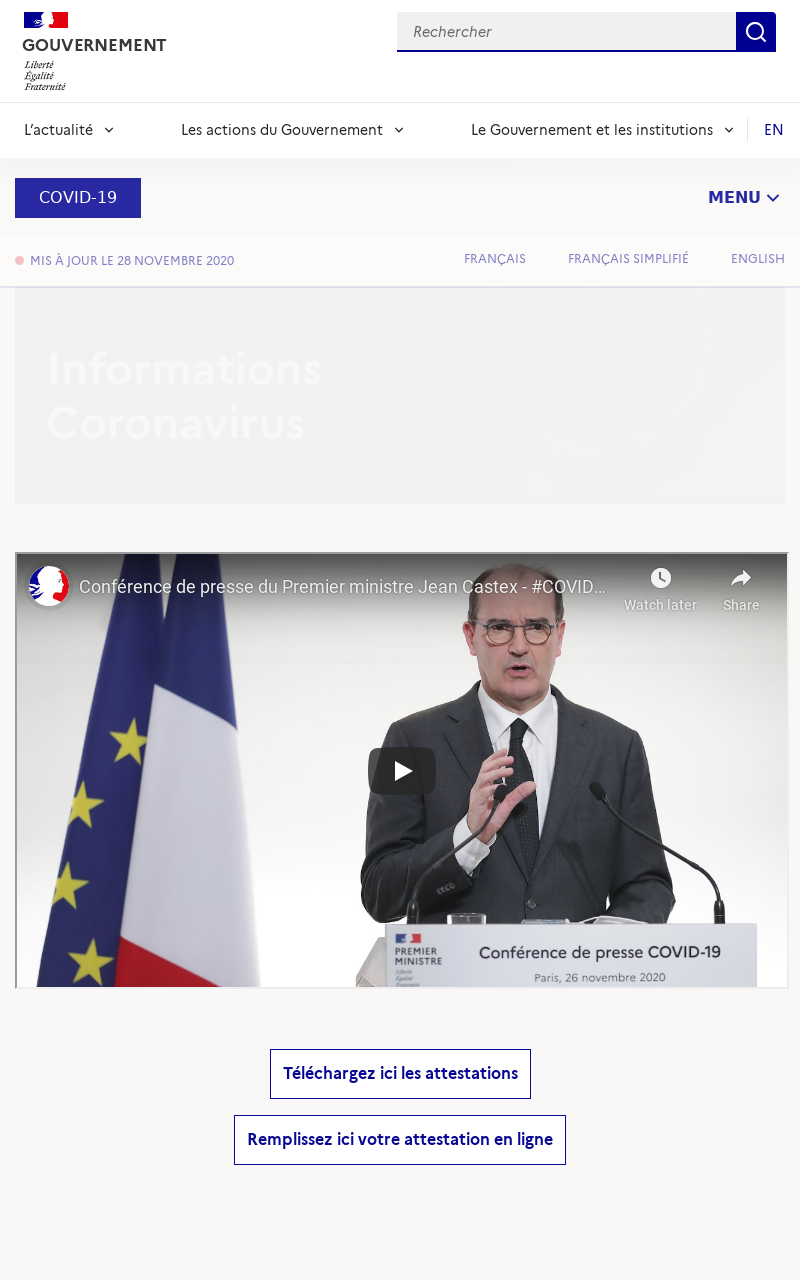 GOUVERNEMENT
Liberté
Égalité
Fraternité
Rechercher
L'actualité
Les actions du Gouvernement
Le Gouvernement et les institutions
EN
COVID-19
MENU
MIS À JOUR LE 28 NOVEMBRE 2020
FRANÇAIS
FRANÇAIS SIMPLIFIÉ
ENGLISH
Informations
Coronavirus
Conférence de presse du Premier ministre Jean Castex - #COVID...
Watch later
Share
PREMIER
MINISTRE
Liberté
Égalité
Conférence de presse COVID-19
Paris, 26 novembre 2020
Téléchargez ici les attestations
Remplissez ici votre attestation en ligne